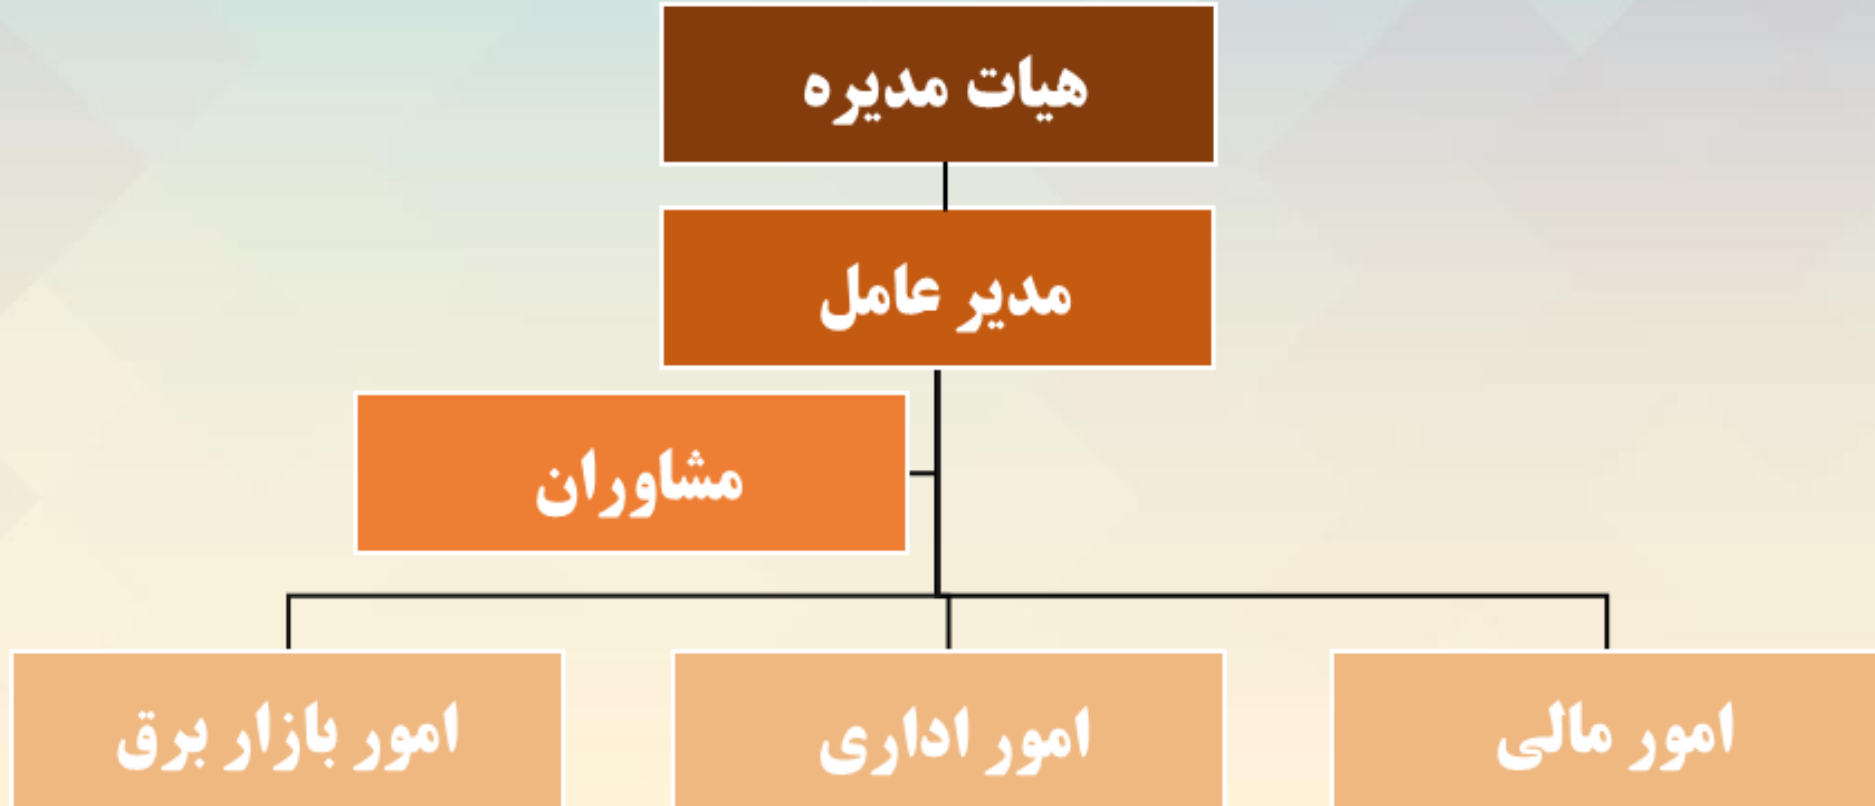 هیات مدیره
مدیر عامل
مشاوران
امور مالی
امور اداری
امور بازار برق